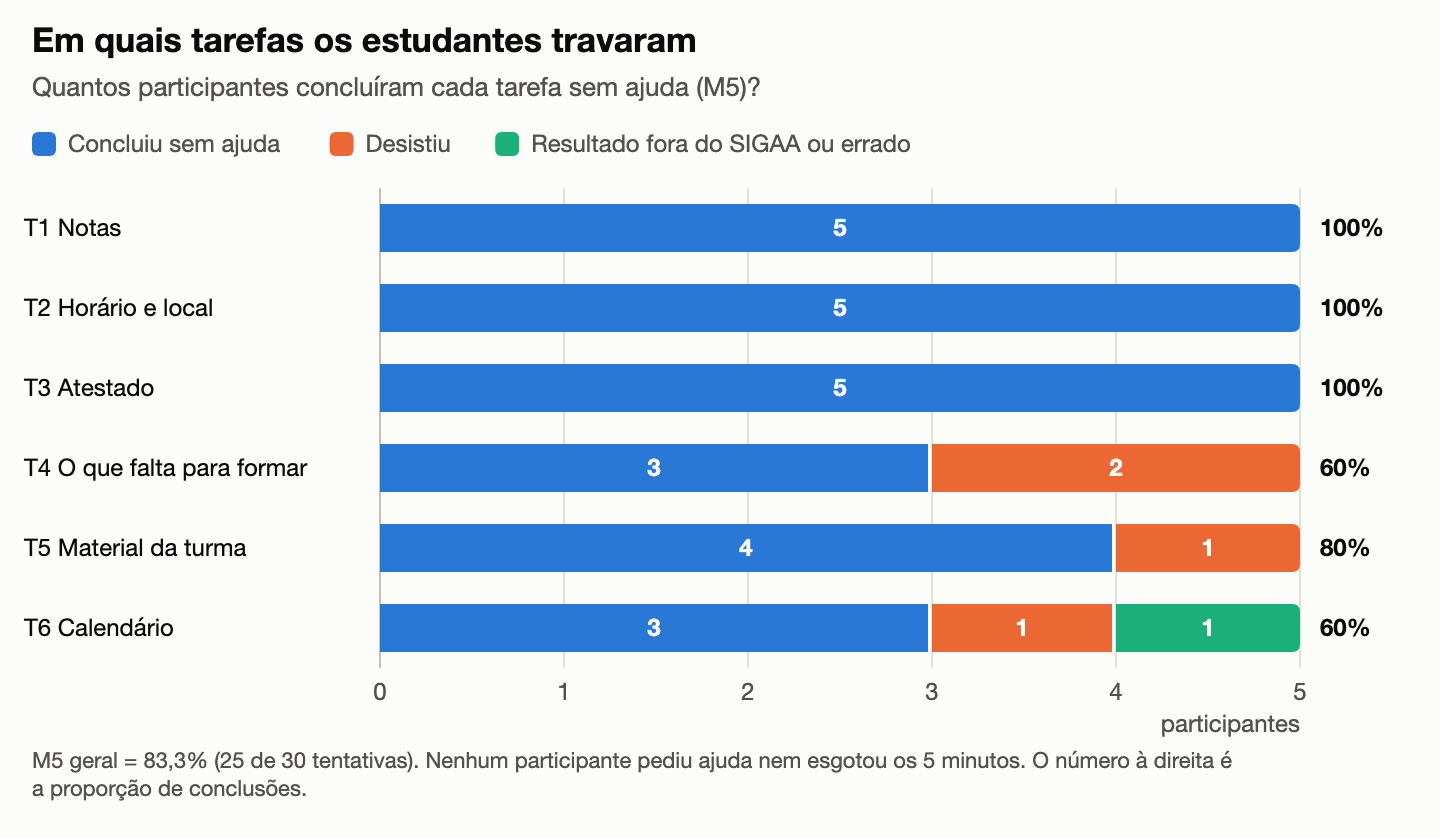 Em quais tarefas os estudantes travaram
Quantos participantes concluíram cada tarefa sem ajuda (M5)?
Concluiu sem ajuda Desistiu Resultado fora do SIGAA ou errado
T1 Notas 5 100%
T2 Horário e local 5 100%
T3 Atestado 5 100%
T4 O que falta para formar 3 2 60%
T5 Material da turma 4 1 80%
T6 Calendário 3 1 1 60%
0 1 2 3 4 5
participantes
M5 geral = 83,3% (25 de 30 tentativas). Nenhum participante pediu ajuda nem esgotou os 5 minutos. O número à direita é
a proporção de conclusões.